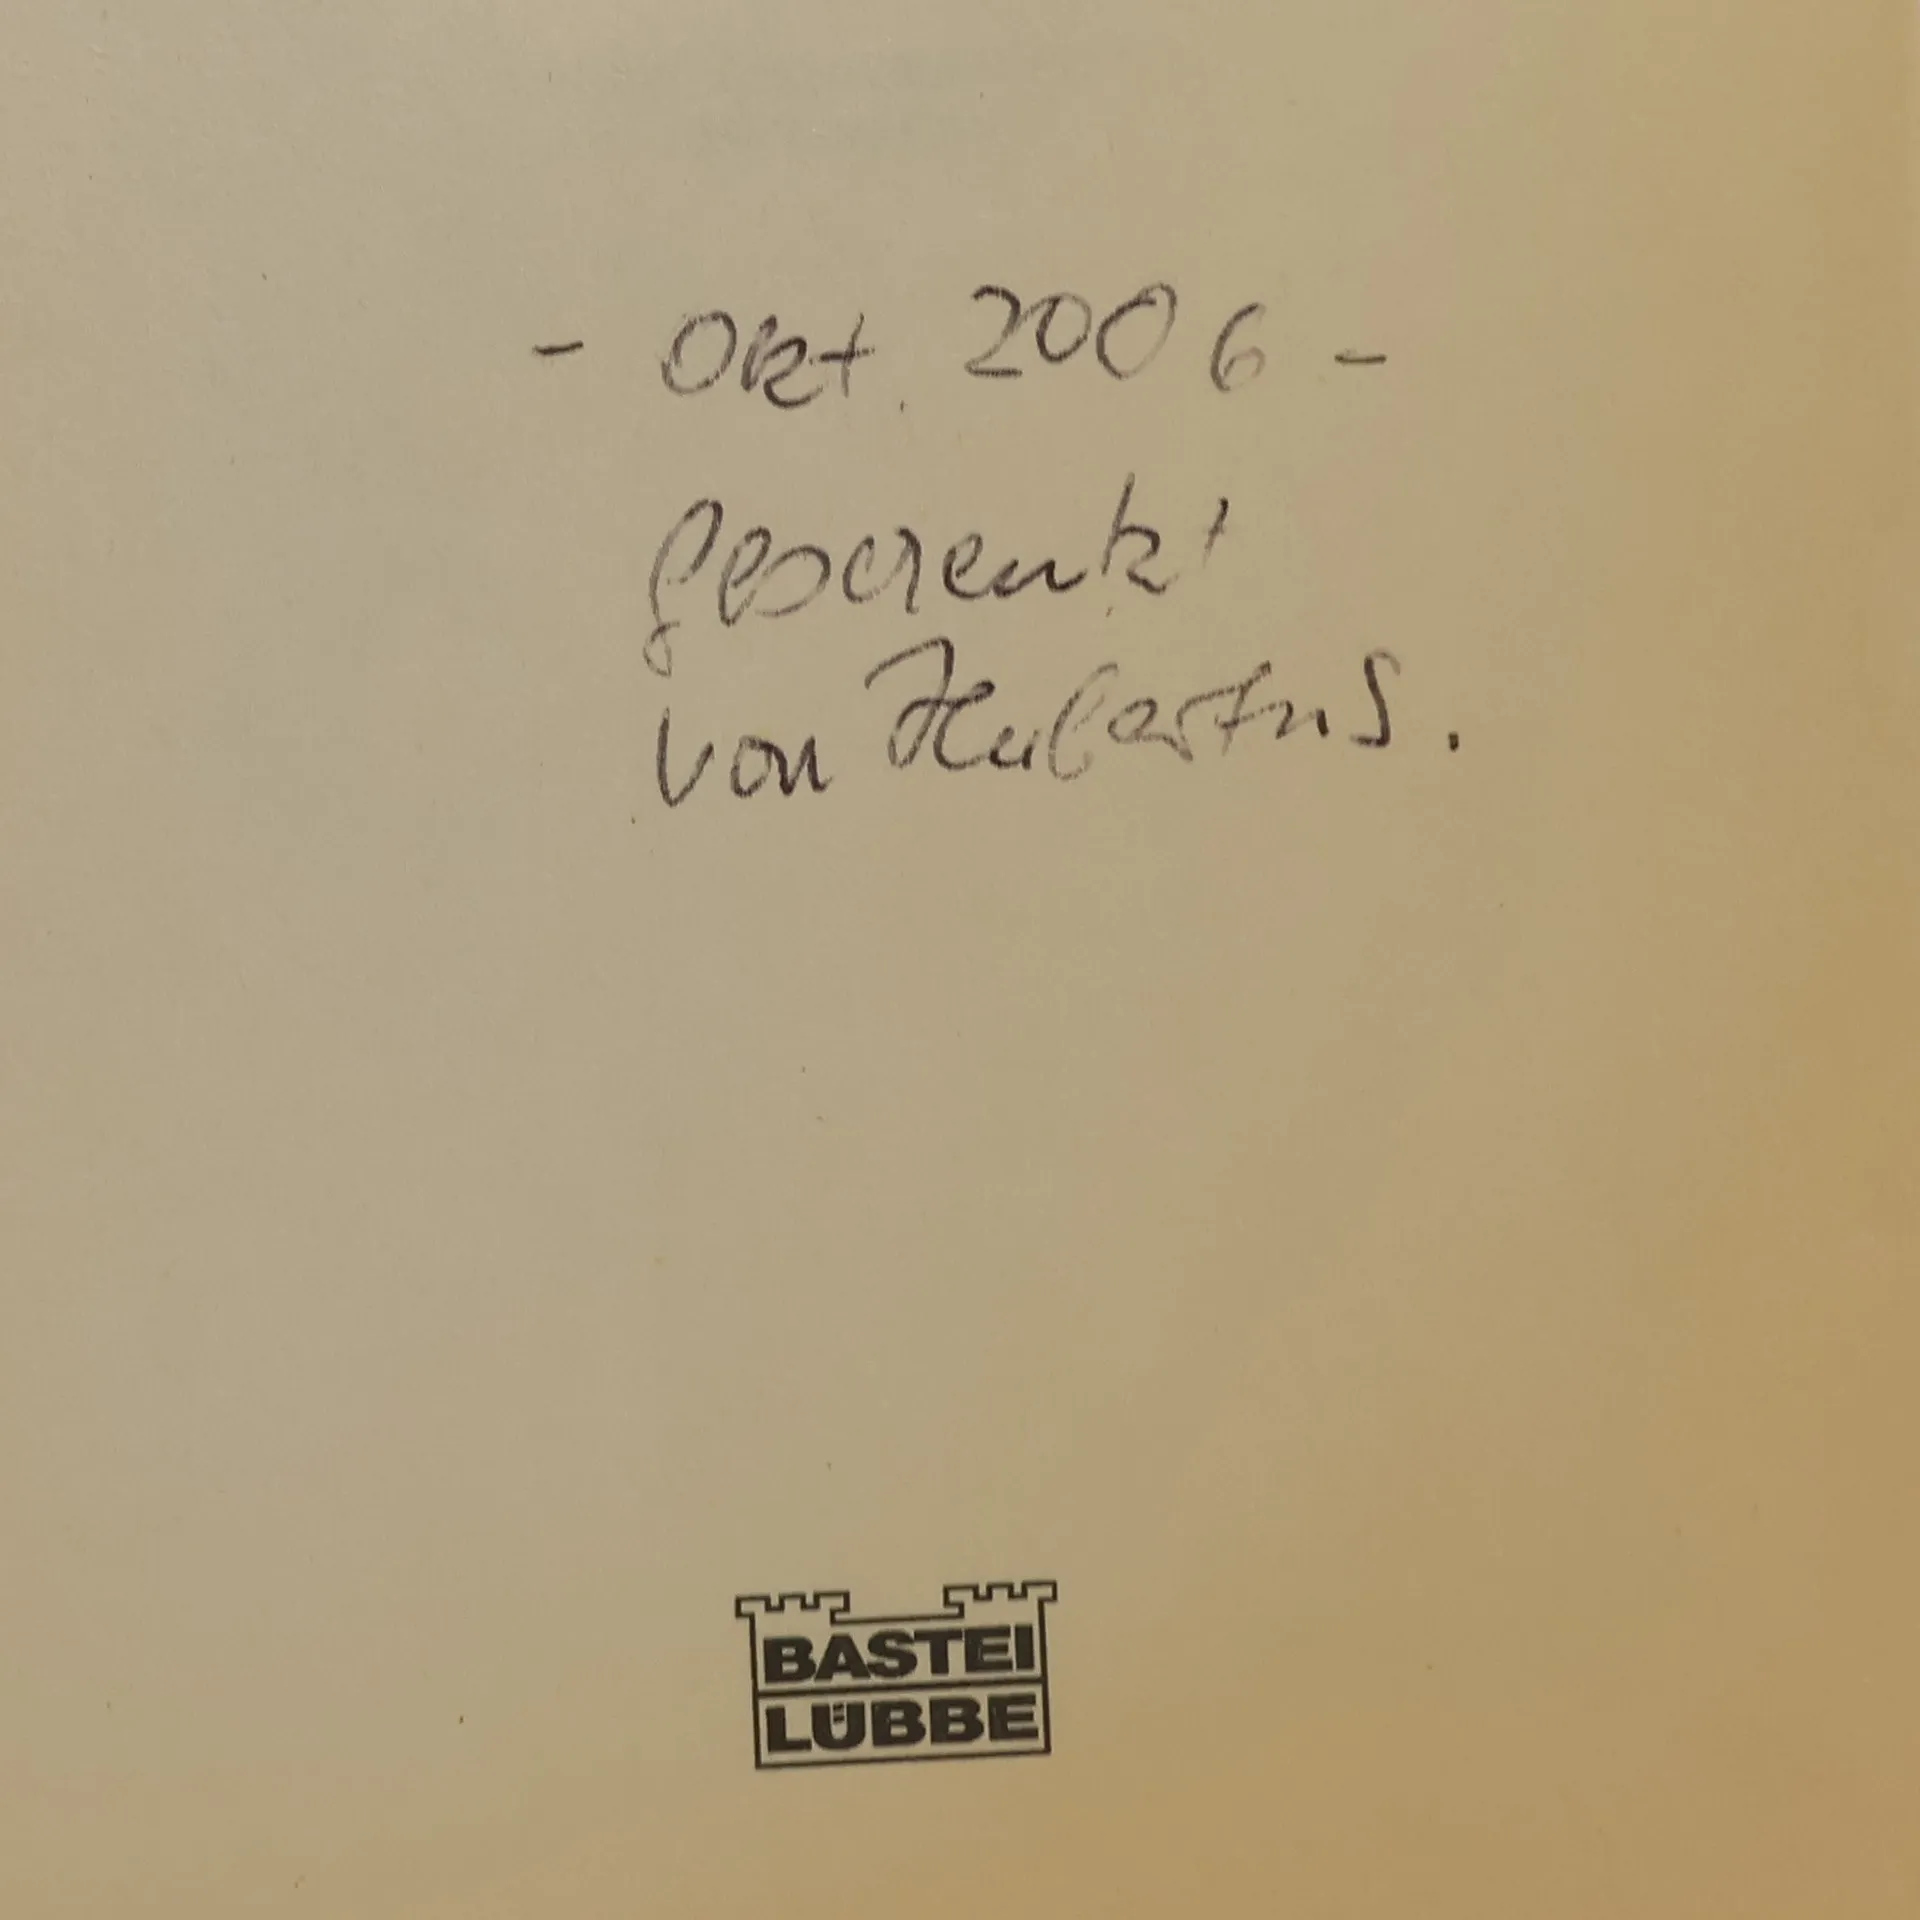 - Okt. 2006 -
geschenkt
von Hubertus.
BASTEI
LÜBBE